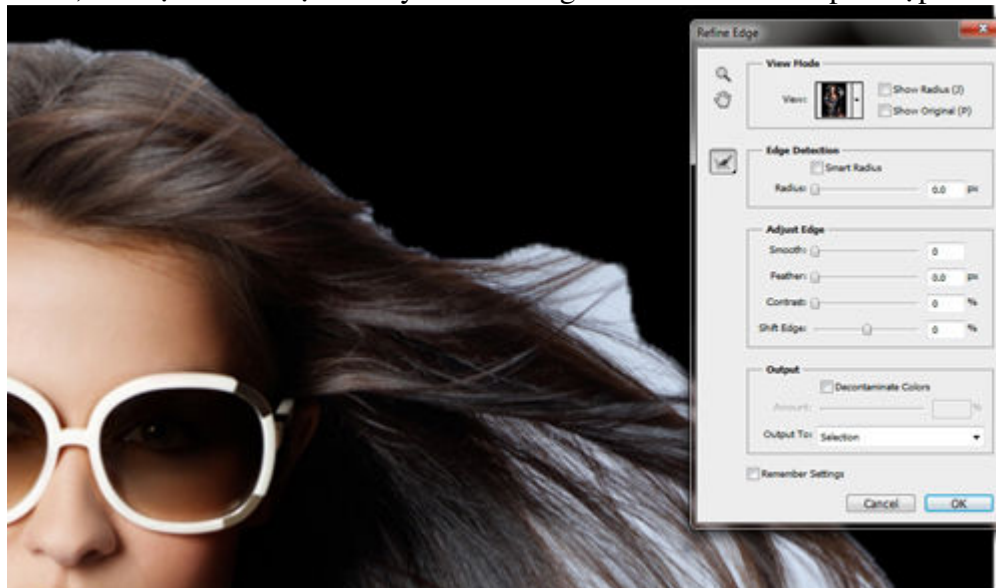 Refine Edge
View Mode
View:
Show Radius (J)
Show Original (P)
Edge Detection
Smart Radius
Radius: 0.0 px
Adjust Edge
Smooth: 0
Feather: 0.0 px
Contrast: 0 %
Shift Edge: 0 %
Output
Decontaminate Colors
Amount: %
Output To: Selection
Remember Settings
Cancel OK